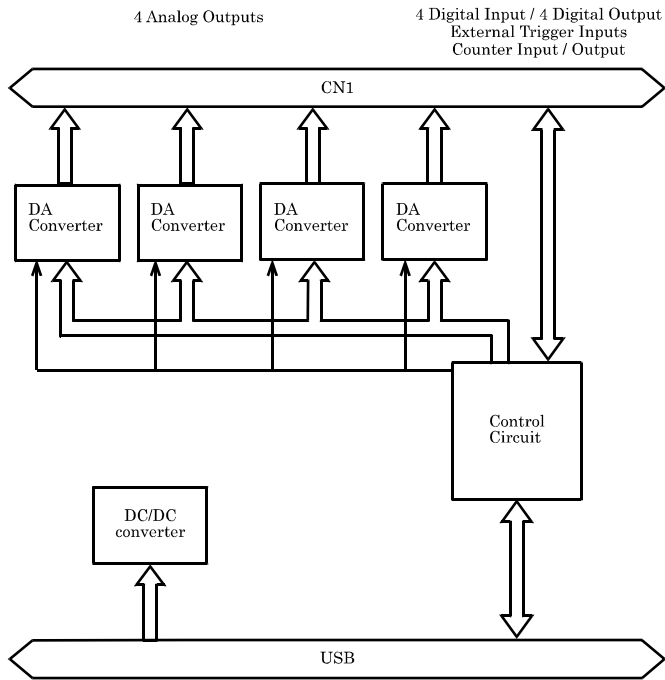 4 Analog Outputs
4 Digital Input / 4 Digital Output
External Trigger Inputs
Counter Input / Output
CN1
DA
Converter
DA
Converter
DA
Converter
DA
Converter
Control
Circuit
DC/DC
converter
USB